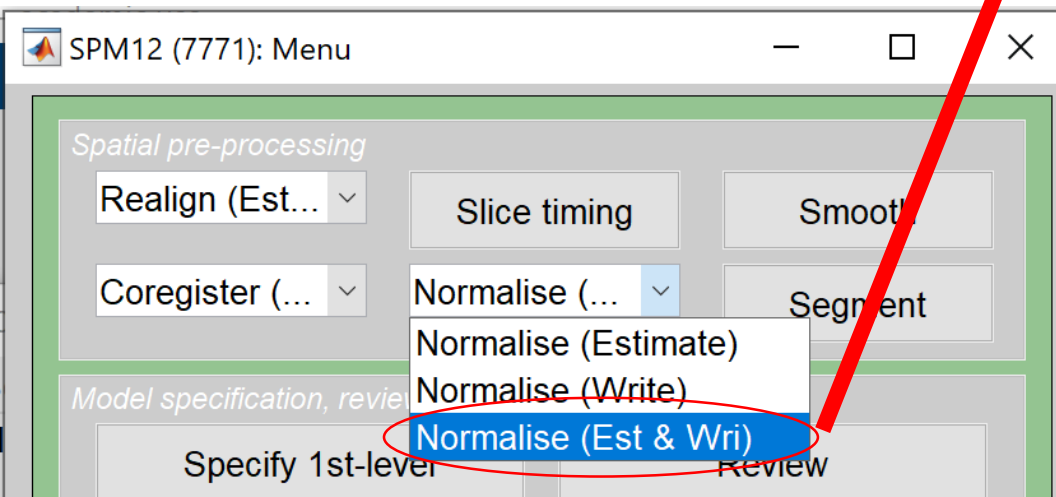 SPM12 (7771): Menu
Spatial pre-processing
Realign (Est...
Slice timing
Smooth
Coregister (...
Normalise (...
Segment
Normalise (Estimate)
Normalise (Write)
Model specification, revie
Normalise (Est & Wri)
Specify 1st-level
Review